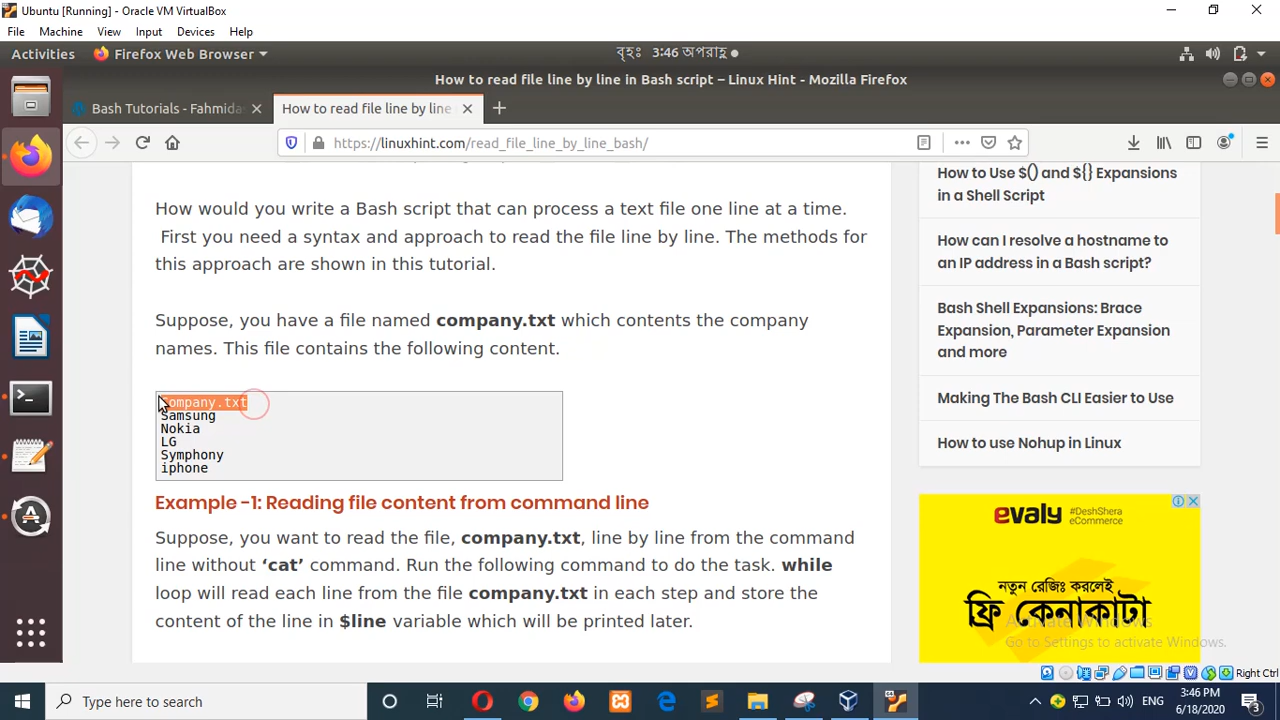 Ubuntu [Running] - Oracle VM VirtualBox
File Machine View Input Devices Help
Activities Firefox Web Browser বৃহঃ 3:46 অপরাহ্ণ
How to read file line by line in Bash script – Linux Hint - Mozilla Firefox
Bash Tutorials - Fahmida
How to read file line by line
https://linuxhint.com/read_file_line_by_line_bash/
How would you write a Bash script that can process a text file one line at a time.
First you need a syntax and approach to read the file line by line. The methods for
this approach are shown in this tutorial.
Suppose, you have a file named company.txt which contents the company
names. This file contains the following content.
company.txt
Samsung
Nokia
LG
Symphony
iphone
Example -1: Reading file content from command line
Suppose, you want to read the file, company.txt, line by line from the command
line without ‘cat’ command. Run the following command to do the task. while
loop will read each line from the file company.txt in each step and store the
content of the line in $line variable which will be printed later.
How to Use $() and ${} Expansions
in a Shell Script
How can I resolve a hostname to
an IP address in a Bash script?
Bash Shell Expansions: Brace
Expansion, Parameter Expansion
and more
Making The Bash CLI Easier to Use
How to use Nohup in Linux
evaly #DeshShera
eCommerce
নতুন রেজিঃ করলেই
ফ্রি কেনাকাটা
Activate Windows
Go to Settings to activate Windows.
Right Ctrl
Type here to search
ENG
3:46 PM
6/18/2020
3